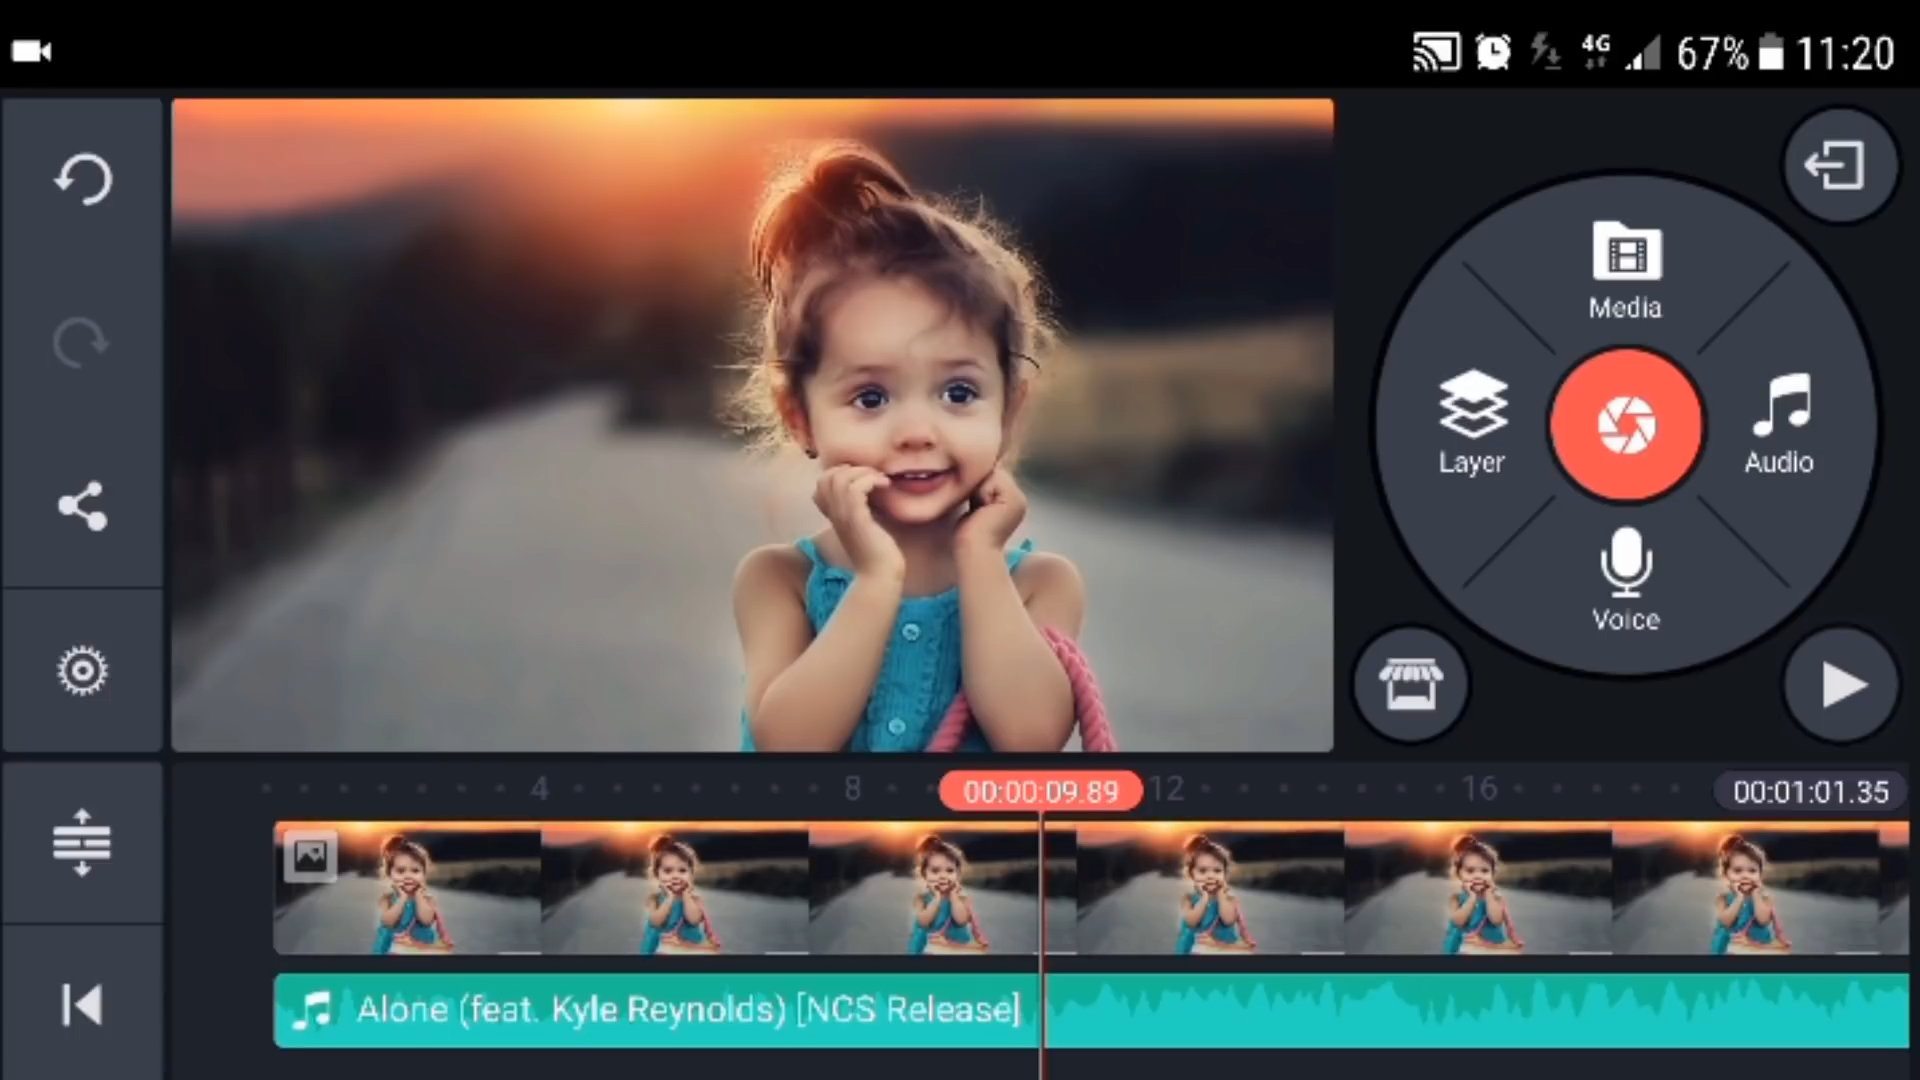 4G 67% 11:20
Media
Layer
Audio
Voice
4 8 00:00:09.89 12 16 00:01:01.35
Alone (feat. Kyle Reynolds) [NCS Release]